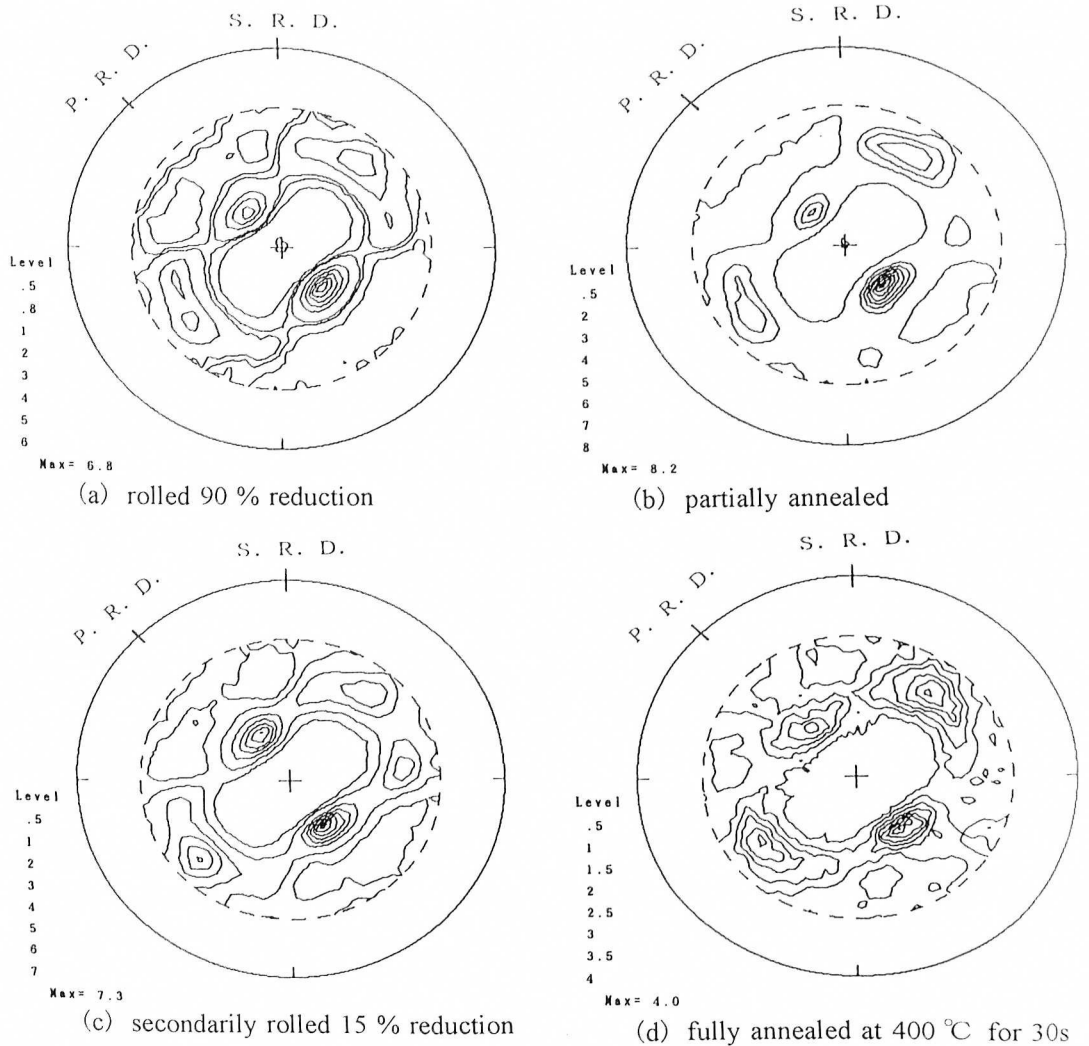 S. R. D.
P. R. D.
Level
.5
.8
1
2
3
4
5
6
Max= 6.8
(a) rolled 90 % reduction
S. R. D.
P. R. D.
Level
.5
2
3
4
5
6
7
8
Max= 8.2
(b) partially annealed
S. R. D.
P. R. D.
Level
.5
1
2
3
4
5
6
7
Max= 7.3
(c) secondarily rolled 15 % reduction
S. R. D.
P. R. D.
Level
.5
1
1.5
2
2.5
3
3.5
4
Max= 4.0
(d) fully annealed at 400 °C for 30s